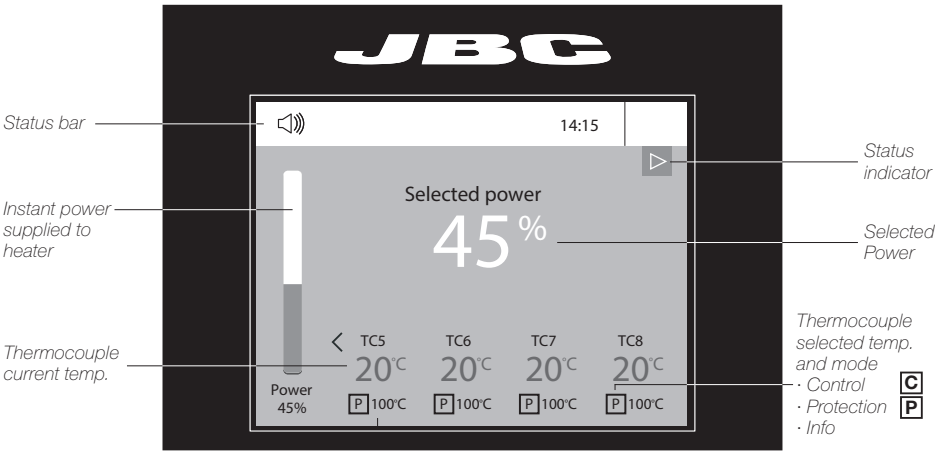 JBC
Status bar
14:15
Status
indicator
Instant power
supplied to
heater
Selected power
45%
Selected
Power
Thermocouple
current temp.
TC5 TC6 TC7 TC8
20°C 20°C 20°C 20°C
P 100°C P 100°C P 100°C P 100°C
Power
45%
Thermocouple
selected temp.
and mode
· Control C
· Protection P
· Info